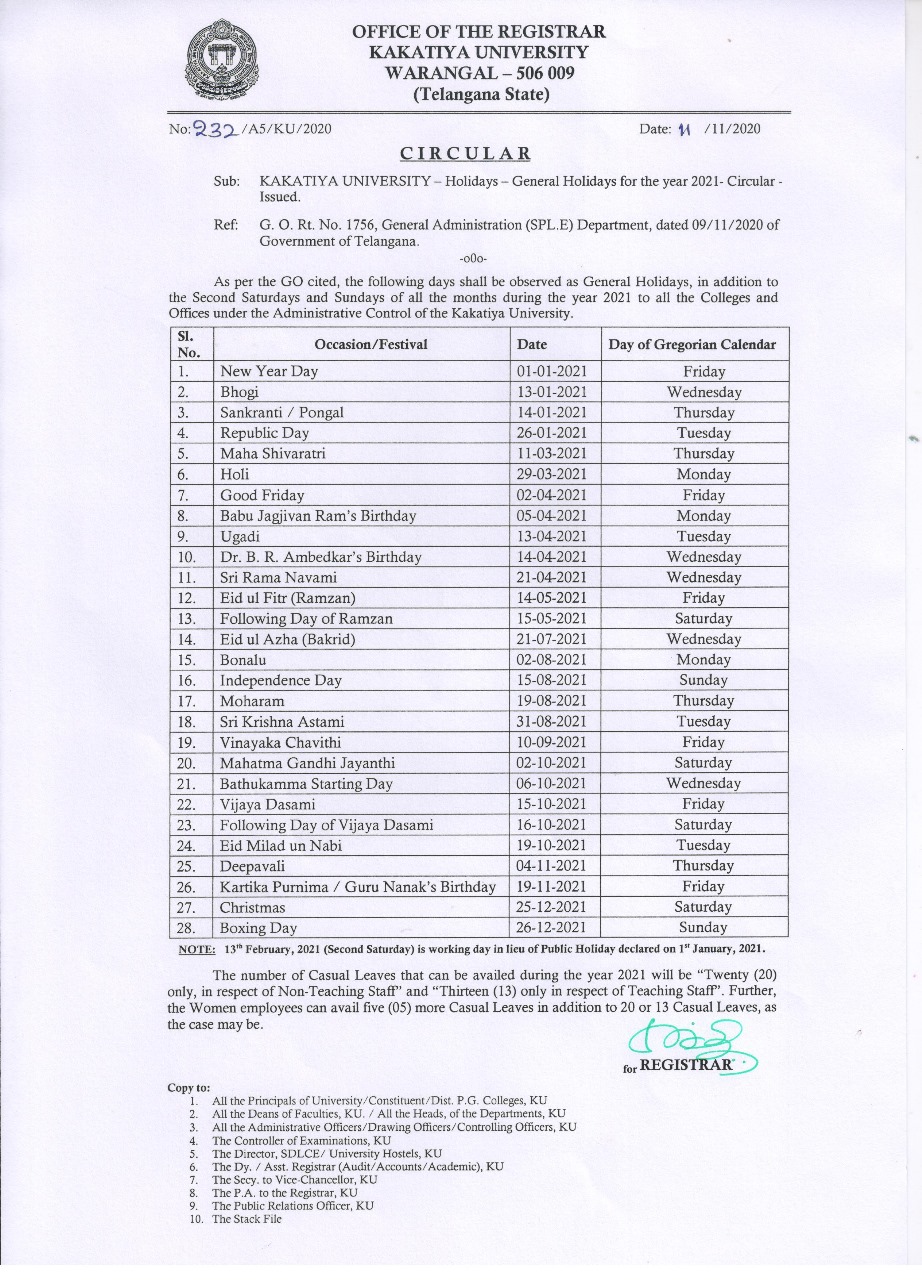 OFFICE OF THE REGISTRAR
KAKATIYA UNIVERSITY
WARANGAL – 506 009
(Telangana State)
No: 232 /A5/KU/2020 Date: 11 /11/2020
CIRCULAR
Sub: KAKATIYA UNIVERSITY – Holidays – General Holidays for the year 2021- Circular -
Issued.
Ref: G. O. Rt. No. 1756, General Administration (SPL.E) Department, dated 09/11/2020 of
Government of Telangana.
-o0o-
As per the GO cited, the following days shall be observed as General Holidays, in addition to
the Second Saturdays and Sundays of all the months during the year 2021 to all the Colleges and
Offices under the Administrative Control of the Kakatiya University.
Sl. No. Occasion/Festival Date Day of Gregorian Calendar
1. New Year Day 01-01-2021 Friday
2. Bhogi 13-01-2021 Wednesday
3. Sankranti / Pongal 14-01-2021 Thursday
4. Republic Day 26-01-2021 Tuesday
5. Maha Shivaratri 11-03-2021 Thursday
6. Holi 29-03-2021 Monday
7. Good Friday 02-04-2021 Friday
8. Babu Jagjivan Ram's Birthday 05-04-2021 Monday
9. Ugadi 13-04-2021 Tuesday
10. Dr. B. R. Ambedkar's Birthday 14-04-2021 Wednesday
11. Sri Rama Navami 21-04-2021 Wednesday
12. Eid ul Fitr (Ramzan) 14-05-2021 Friday
13. Following Day of Ramzan 15-05-2021 Saturday
14. Eid ul Azha (Bakrid) 21-07-2021 Wednesday
15. Bonalu 02-08-2021 Monday
16. Independence Day 15-08-2021 Sunday
17. Moharam 19-08-2021 Thursday
18. Sri Krishna Astami 31-08-2021 Tuesday
19. Vinayaka Chavithi 10-09-2021 Friday
20. Mahatma Gandhi Jayanthi 02-10-2021 Saturday
21. Bathukamma Starting Day 06-10-2021 Wednesday
22. Vijaya Dasami 15-10-2021 Friday
23. Following Day of Vijaya Dasami 16-10-2021 Saturday
24. Eid Milad un Nabi 19-10-2021 Tuesday
25. Deepavali 04-11-2021 Thursday
26. Kartika Purnima / Guru Nanak's Birthday 19-11-2021 Friday
27. Christmas 25-12-2021 Saturday
28. Boxing Day 26-12-2021 Sunday
NOTE: 13th February, 2021 (Second Saturday) is working day in lieu of Public Holiday declared on 1st January, 2021.
The number of Casual Leaves that can be availed during the year 2021 will be "Twenty (20)
only, in respect of Non-Teaching Staff" and "Thirteen (13) only in respect of Teaching Staff". Further,
the Women employees can avail five (05) more Casual Leaves in addition to 20 or 13 Casual Leaves, as
the case may be.
for REGISTRAR
Copy to:
1. All the Principals of University/Constituent/Dist. P.G. Colleges, KU
2. All the Deans of Faculties, KU. / All the Heads, of the Departments, KU
3. All the Administrative Officers/Drawing Officers/Controlling Officers, KU
4. The Controller of Examinations, KU
5. The Director, SDLCE/ University Hostels, KU
6. The Dy. / Asst. Registrar (Audit/Accounts/Academic), KU
7. The Secy. to Vice-Chancellor, KU
8. The P.A. to the Registrar, KU
9. The Public Relations Officer, KU
10. The Stack File